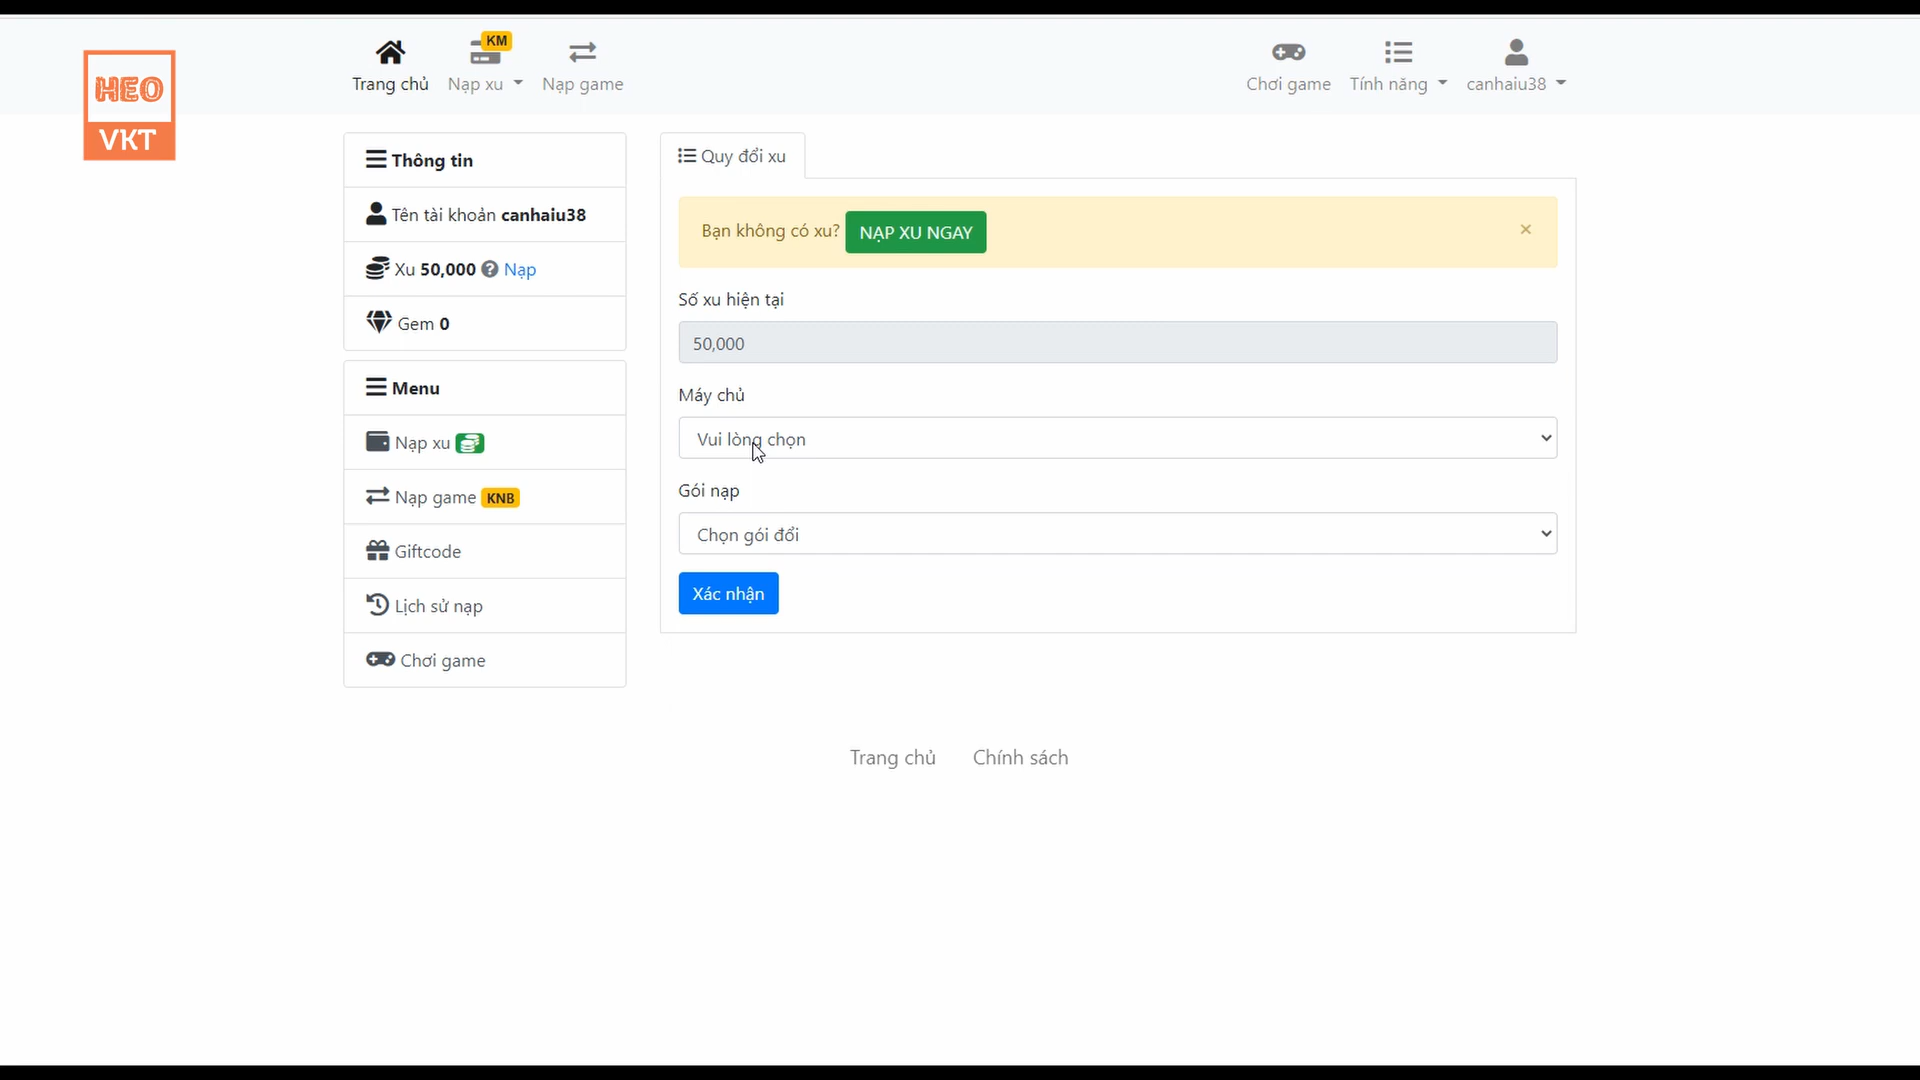 HEO
VKT
Trang chủ
KM
Nạp xu
Nạp game
Chơi game
Tính năng
canhaiu38
Thông tin
Tên tài khoản canhaiu38
Xu 50,000 Nạp
Gem 0
Menu
Nạp xu
Nạp game KNB
Giftcode
Lịch sử nạp
Chơi game
Quy đổi xu
Bạn không có xu? NẠP XU NGAY ×
Số xu hiện tại
50,000
Máy chủ
Vui lòng chọn
Gói nạp
Chọn gói đổi
Xác nhận
Trang chủ Chính sách